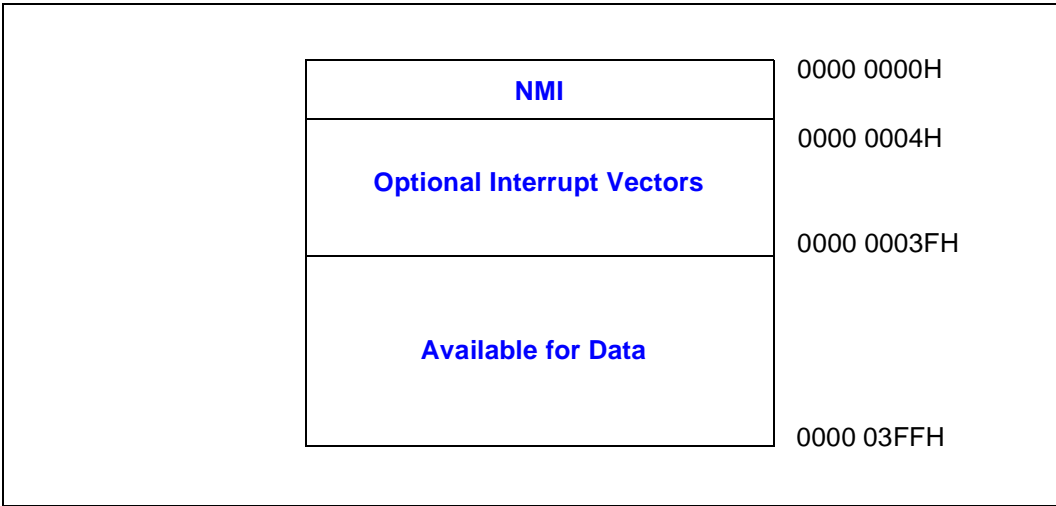 0000 0000H
NMI
0000 0004H
Optional Interrupt Vectors
0000 0003FH
Available for Data
0000 03FFH